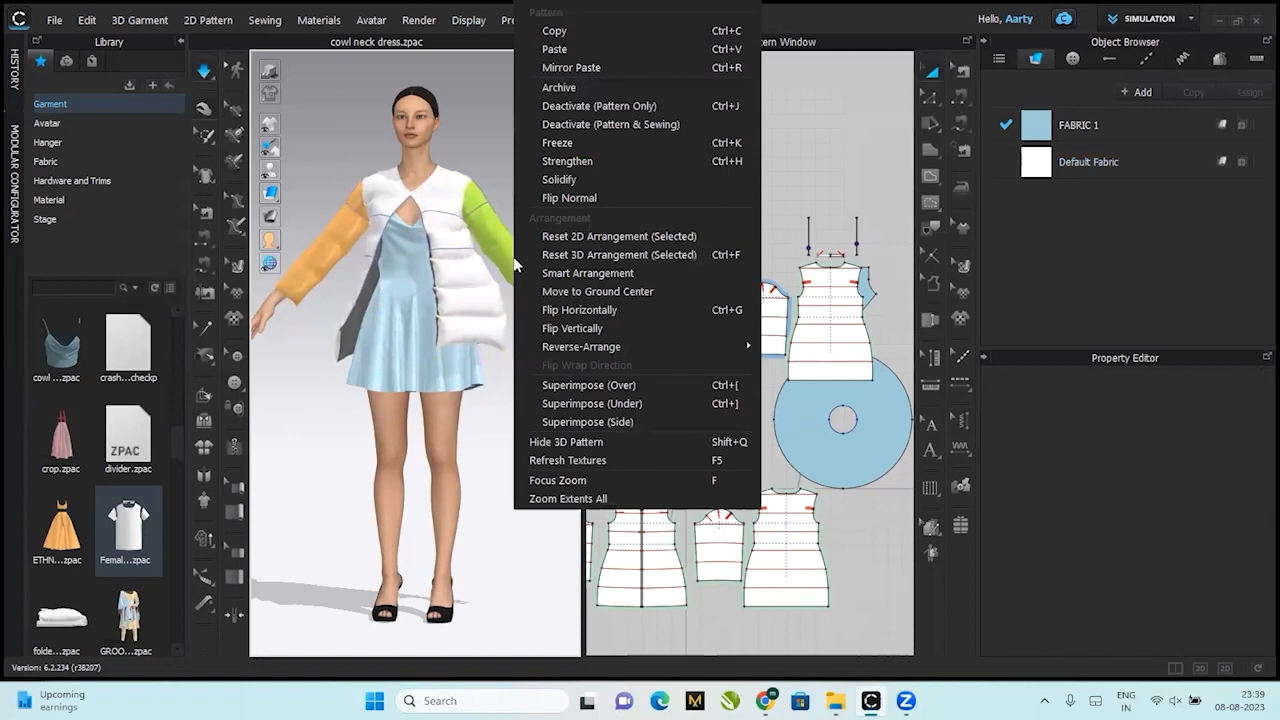 File
Edit
3D Garment
2D Pattern
Sewing
Materials
Avatar
Render
Display
Pr
Hello, Aarty
SIMULATION
HISTORY
MODULAR CONFIGURATOR
Library
Garment
Avatar
Hanger
Fabric
Hardware and Trims
Material
Stage
cowl ...zpac
crash...checkp
crop.zpac
ZPAC
divider.zpac
ETHN...zpac
Femal...zpac
folde...zpac
GROO...zpac
cowl neck dress.zpac
Pattern
Copy Ctrl+C
Paste Ctrl+V
Mirror Paste Ctrl+R
Archive
Deactivate (Pattern Only) Ctrl+J
Deactivate (Pattern & Sewing)
Freeze Ctrl+K
Strengthen Ctrl+H
Solidify
Flip Normal
Arrangement
Reset 2D Arrangement (Selected)
Reset 3D Arrangement (Selected) Ctrl+F
Smart Arrangement
Move to Ground Center
Flip Horizontally Ctrl+G
Flip Vertically
Reverse-Arrange
Flip Wrap Direction
Superimpose (Over) Ctrl+[
Superimpose (Under) Ctrl+]
Superimpose (Side)
Hide 3D Pattern Shift+Q
Refresh Textures F5
Focus Zoom F
Zoom Extents All
tern Window
Object Browser
+ Add
Copy
Assign
FABRIC 1
Default Fabric
Property Editor
Version: 6.2.234 (r38207)
3D
2D
Upcoming
earnings
Search
ENG
IN
23:39
08-08-2023